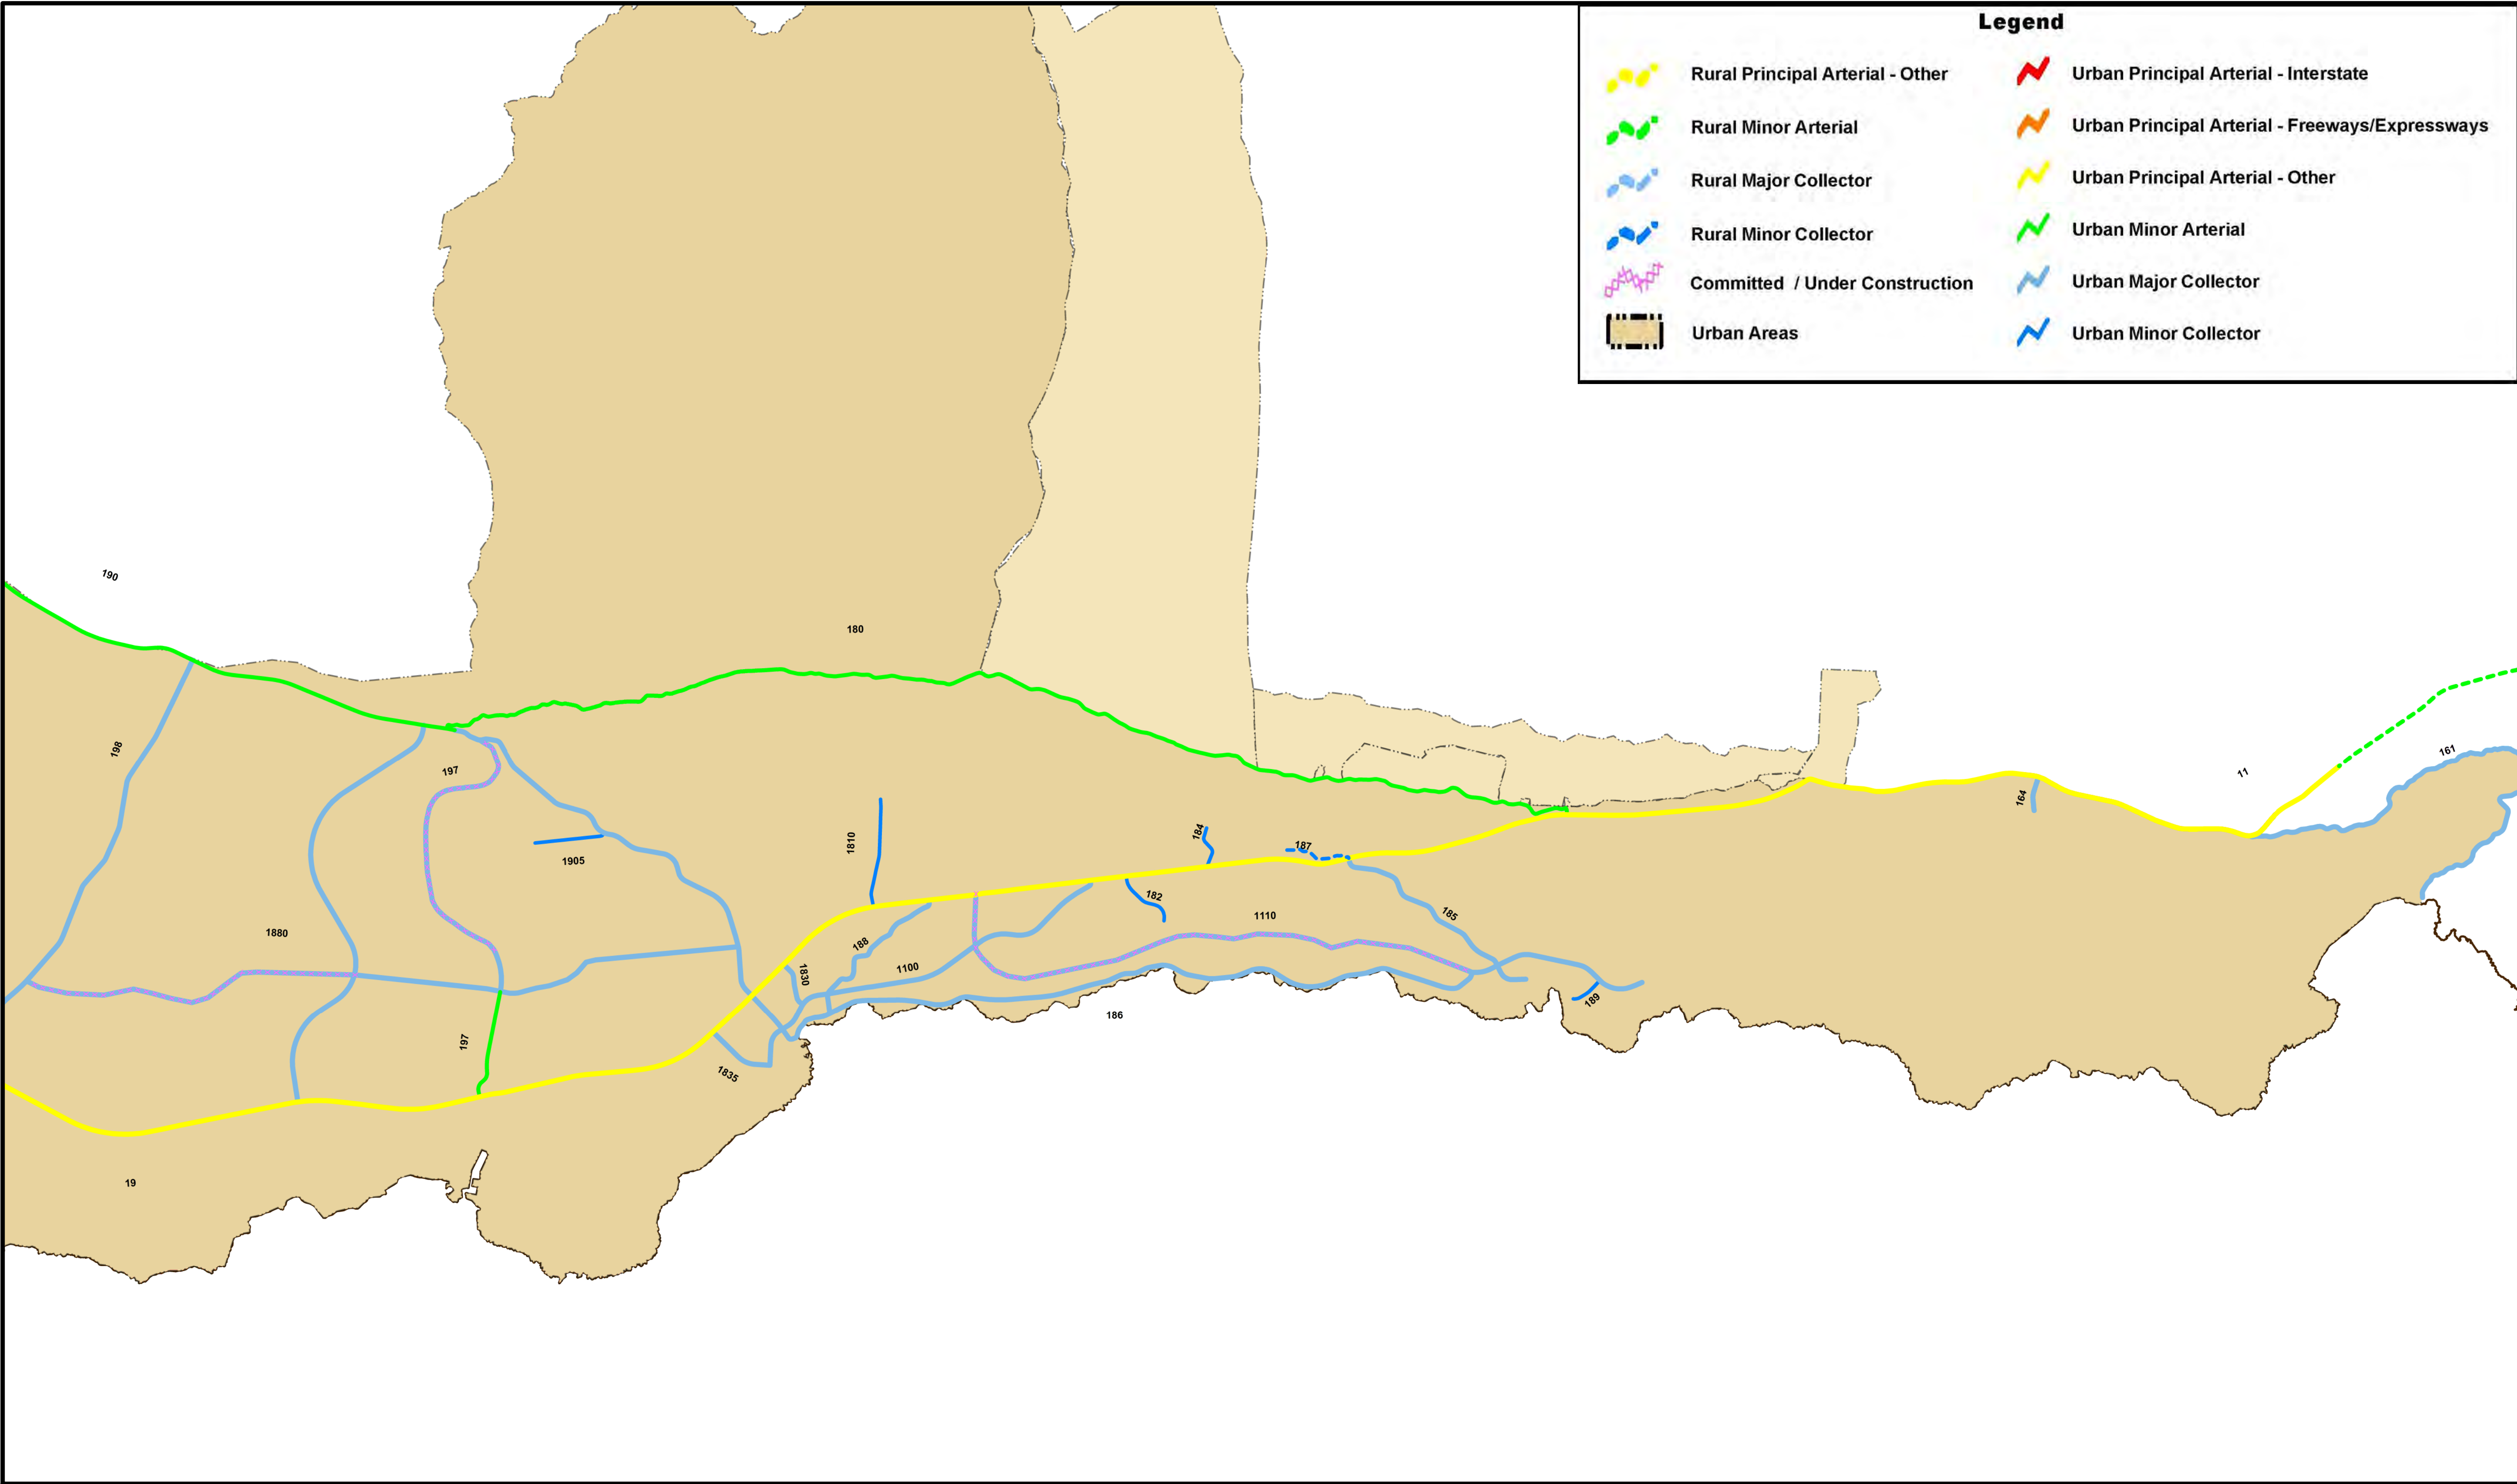 Legend
Rural Principal Arterial - Other
Rural Minor Arterial
Rural Major Collector
Rural Minor Collector
Committed / Under Construction
Urban Areas
Urban Principal Arterial - Interstate
Urban Principal Arterial - Freeways/Expressways
Urban Principal Arterial - Other
Urban Minor Arterial
Urban Major Collector
Urban Minor Collector
190
180
198
197
161
11
164
1810
184
187
1905
182
185
1110
1880
188
1100
1830
189
186
197
1835
19